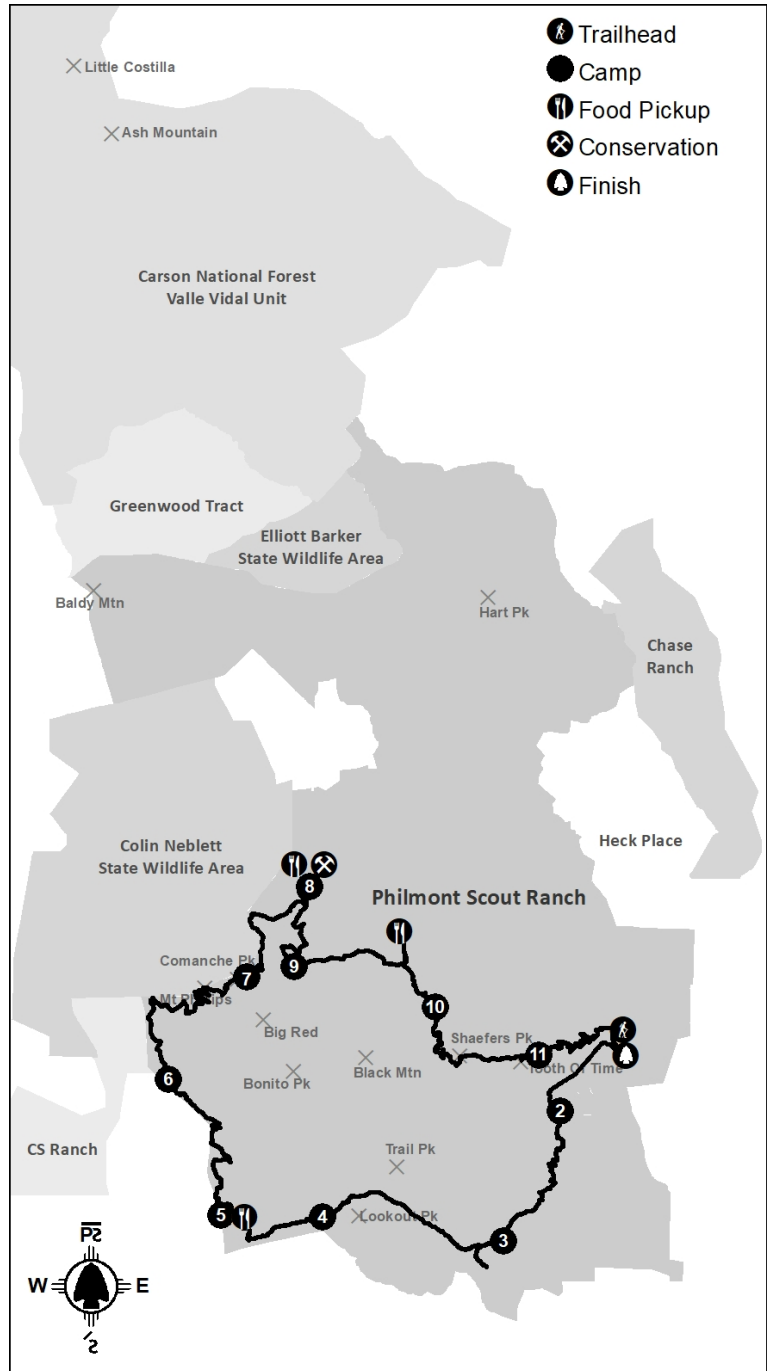 Trailhead
Camp
Food Pickup
Conservation
Finish
Little Costilla
Ash Mountain
Carson National Forest
Valle Vidal Unit
Greenwood Tract
Elliott Barker
State Wildlife Area
Baldy Mtn
Hart Pk
Chase
Ranch
Colin Neblett
State Wildlife Area
Heck Place
8
Philmont Scout Ranch
Comanche Pk
7
9
Mt Phillips
10
Big Red
Shaefers Pk
11
Tooth Of Time
Black Mtn
Bonito Pk
6
2
CS Ranch
Trail Pk
5
4
Lookout Pk
3
W
E
S